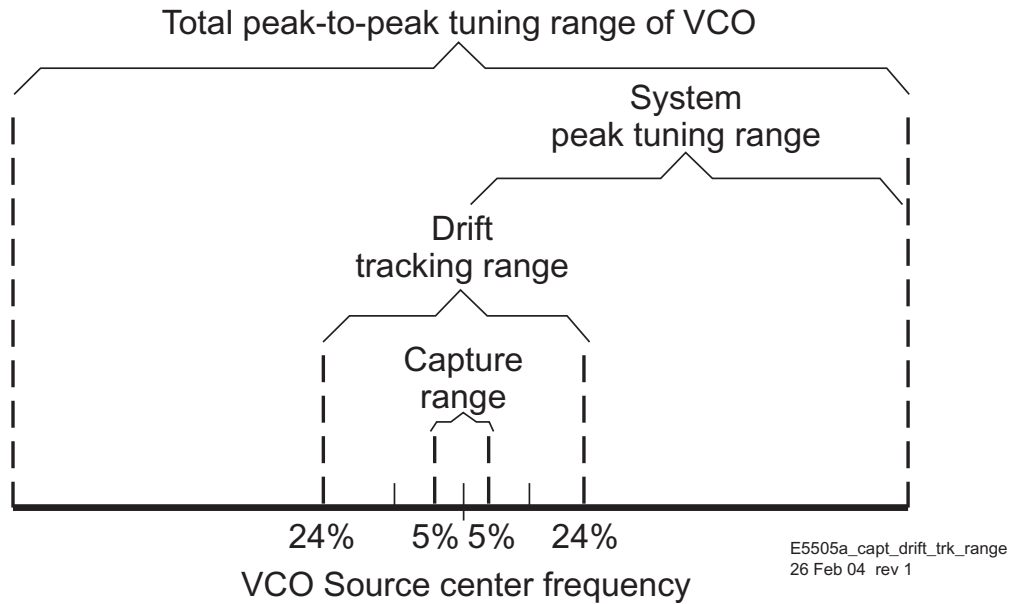 Total peak-to-peak tuning range of VCO
System
peak tuning range
Drift
tracking range
Capture
range
24% 5% 5% 24%
VCO Source center frequency
E5505a_capt_drift_trk_range
26 Feb 04 rev 1